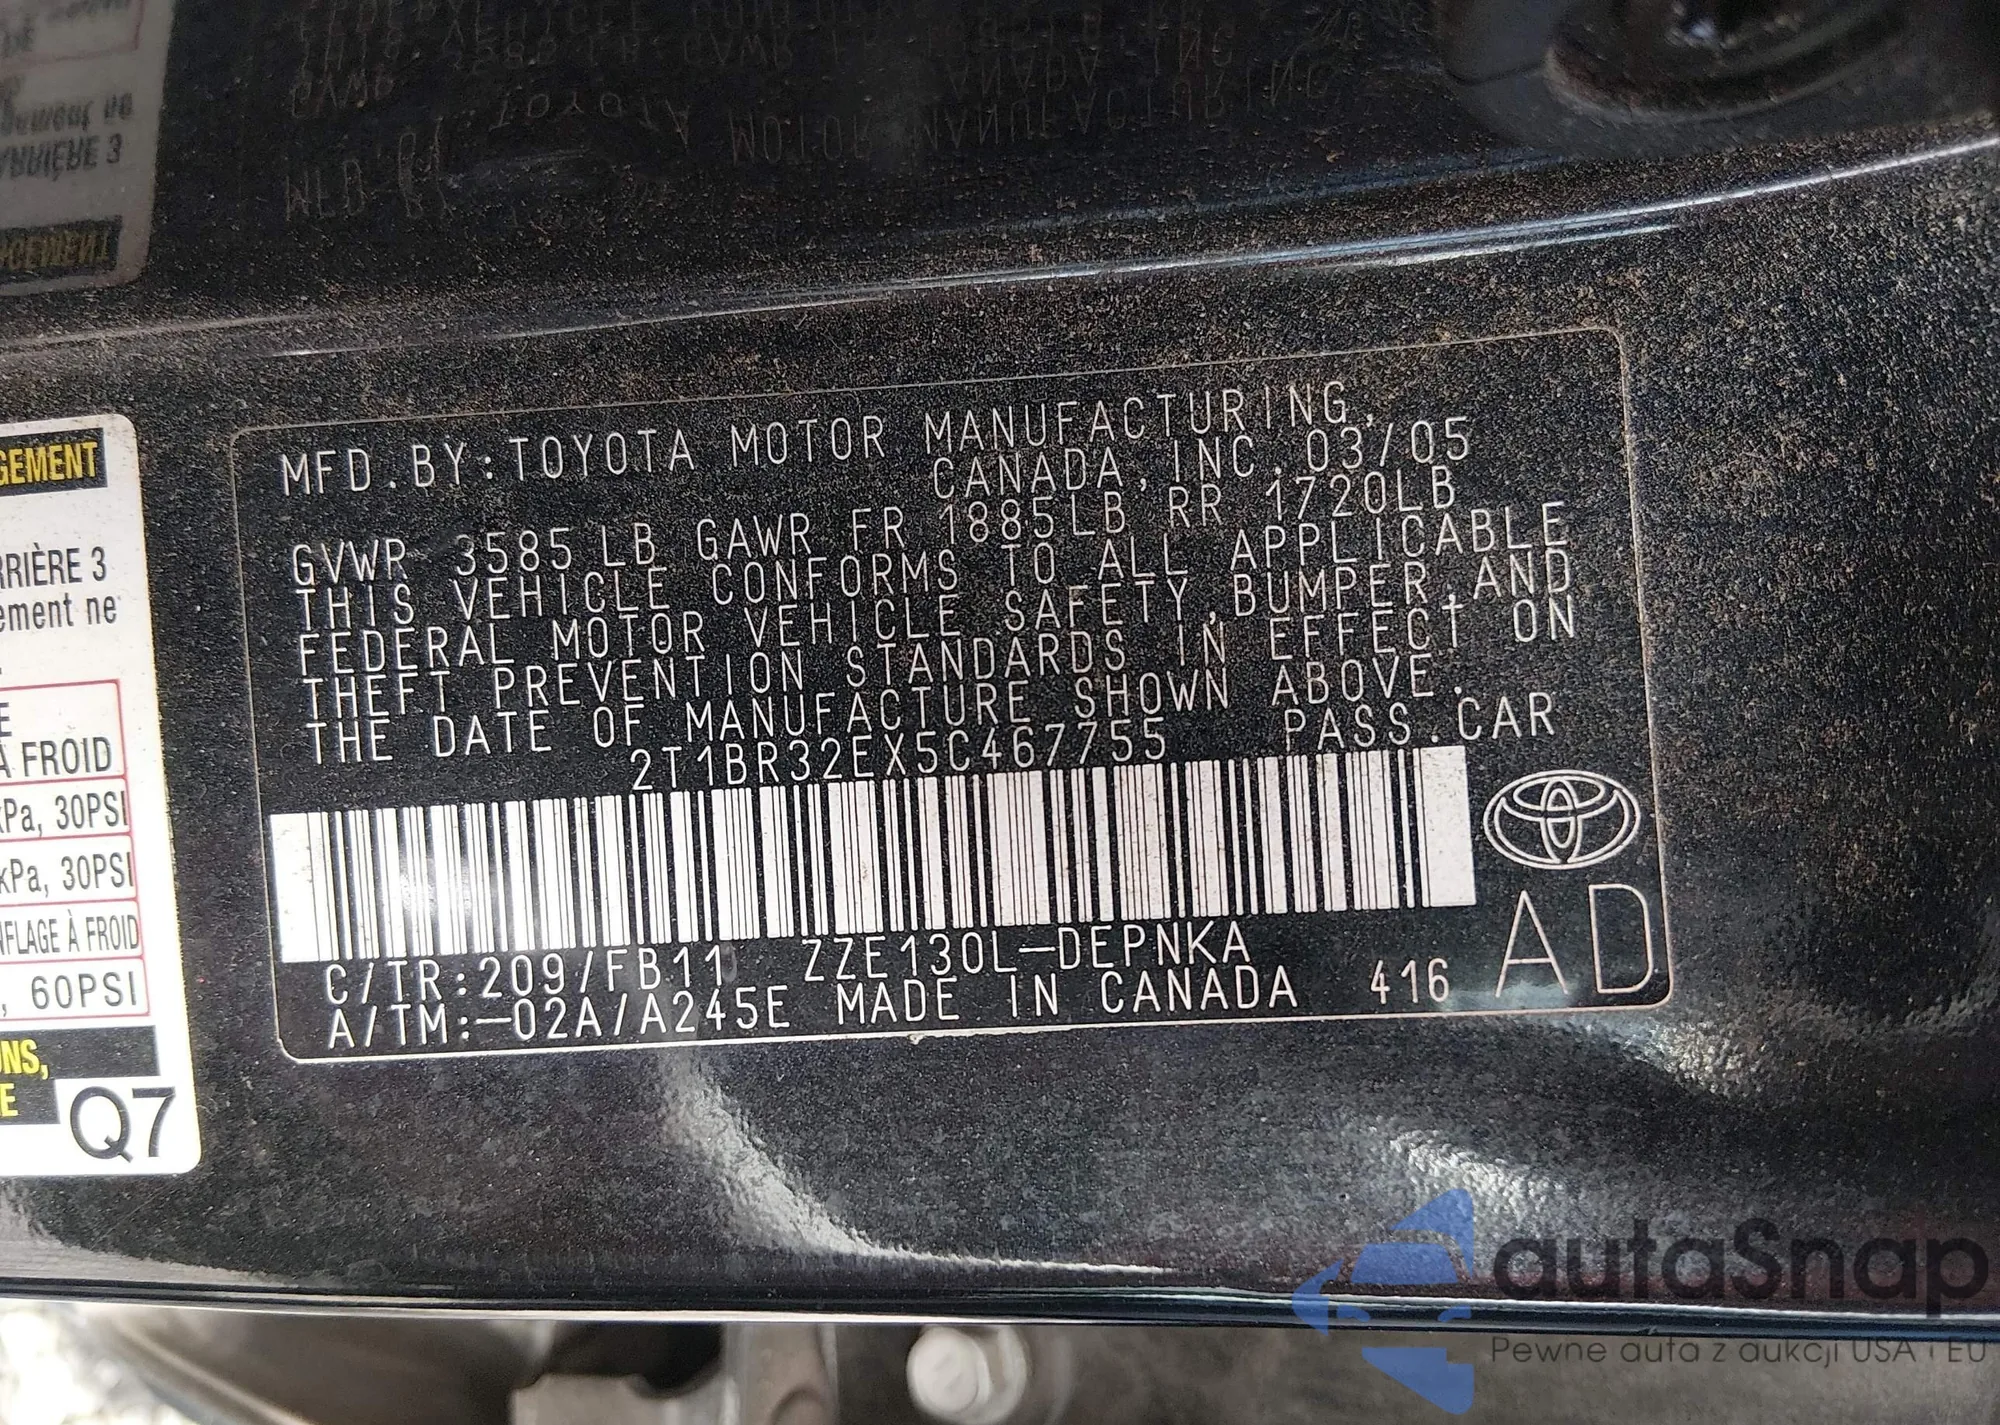 MFD.BY:TOYOTA MOTOR MANUFACTURING,
CANADA,INC. 03/05
GVWR 3585LB GAWR FR 1885LB RR 1720LB
THIS VEHICLE CONFORMS TO ALL APPLICABLE
FEDERAL MOTOR VEHICLE SAFETY,BUMPER,AND
THEFT PREVENTION STANDARDS IN EFFECT ON
THE DATE OF MANUFACTURE SHOWN ABOVE.
2T1BR32EX5C467755 PASS.CAR
C/TR:209/FB11 ZZE130L-DEPNKA
A/TM:-02A/A245E MADE IN CANADA 416
AD
GEMENT
RRIÈRE 3
ement ne
E
À FROID
kPa, 30PSI
kPa, 30PSI
NFLAGE À FROID
, 60PSI
ONS,
E
Q7
autaSnap
Pewne auta z aukcji USA i EU